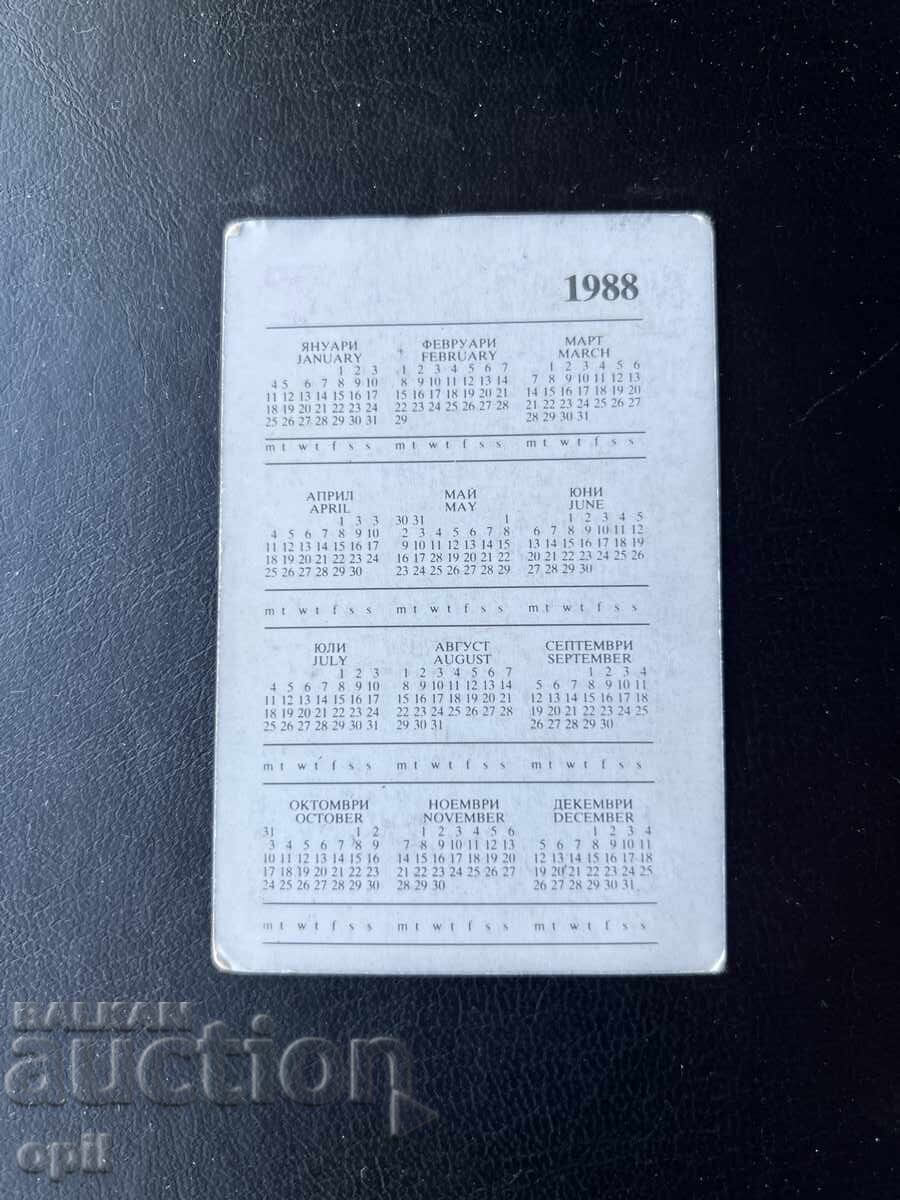 1988
ЯНУАРИ ФЕВРУАРИ МАРТ
JANUARY FEBRUARY MARCH
1 2 3 1 2 3 4 5 6 7 1 2 3 4 5 6
4 5 6 7 8 9 10 8 9 10 11 12 13 14 7 8 9 10 11 12 13
11 12 13 14 15 16 17 15 16 17 18 19 20 21 14 15 16 17 18 19 20
18 19 20 21 22 23 24 22 23 24 25 26 27 28 21 22 23 24 25 26 27
25 26 27 28 29 30 31 29 28 29 30 31
m t w t f s s m t w t f s s m t w t f s s
АПРИЛ МАЙ ЮНИ
APRIL MAY JUNE
1 3 3 30 31 1 1 2 3 4 5
4 5 6 7 8 9 10 2 3 4 5 6 7 8 6 7 8 9 10 11 12
11 12 13 14 15 16 17 9 10 11 12 13 14 15 13 14 15 16 17 18 19
18 19 20 21 22 23 24 16 17 28 19 20 21 22 20 21 22 23 24 25 26
25 26 27 28 29 30 23 24 25 26 27 28 29 27 28 29 30
m t w t f s s m t w t f s s m t w t f s s
ЮЛИ АВГУСТ СЕПТЕМВРИ
JULY AUGUST SEPTEMBER
1 2 3 1 2 3 4 5 6 7 1 2 3 4
4 5 6 7 8 9 10 8 9 10 11 12 13 14 5 6 7 8 9 10 11
11 12 13 14 15 16 17 15 16 17 18 19 20 21 12 13 14 15 16 17 18
18 19 20 21 22 23 24 22 23 24 25 26 27 28 19 20 21 22 23 24 25
25 26 27 28 29 30 31 29 30 31 26 27 28 29 30
m t w t f s s m t w t f s s m t w t f s s
ОКТОМВРИ НОЕМВРИ ДЕКЕМВРИ
OCTOBER NOVEMBER DECEMBER
31 1 2 1 2 3 4 5 6 1 2 3 4
3 4 5 6 7 8 9 7 8 9 10 11 12 13 5 6 7 8 9 10 11
10 11 12 13 14 15 16 14 15 16 17 18 19 20 12 13 14 15 16 17 18
17 18 19 20 21 22 23 21 22 23 24 25 26 27 19 20 21 22 23 24 25
24 25 26 27 28 29 30 28 29 30 26 27 28 29 30 31
m t w t f s s m t w t f s s m t w t f s s
BALKAN
auction
opil